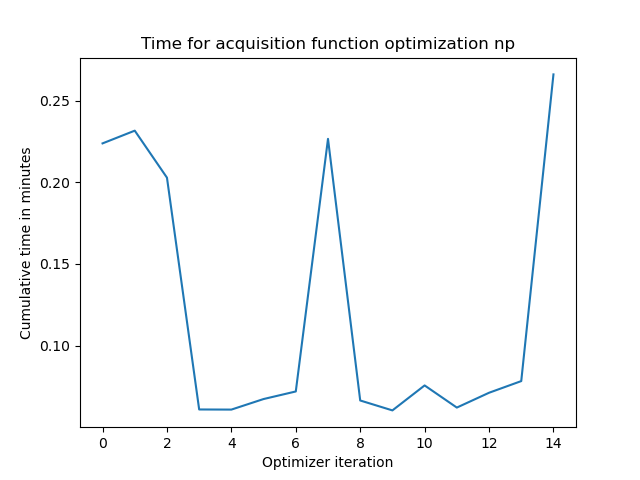 Time for acquisition function optimization np
Cumulative time in minutes
0.25
0.20
0.15
0.10
0 2 4 6 8 10 12 14
Optimizer iteration